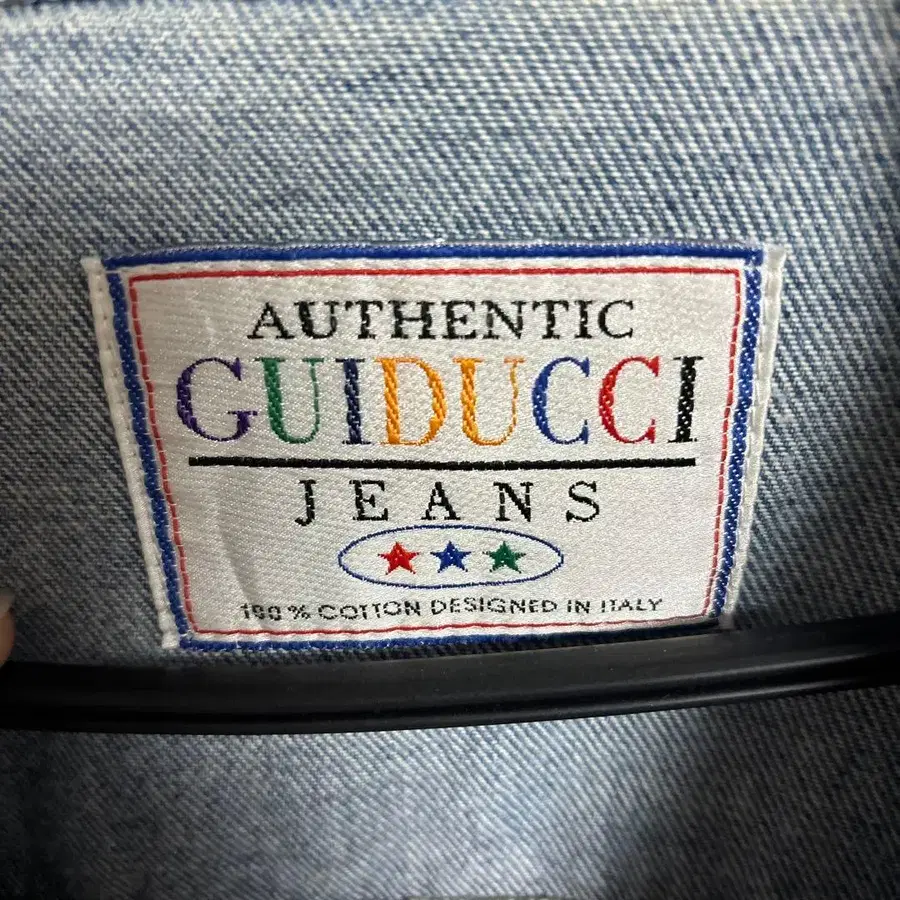 AUTHENTIC
GUIDUCCI
JEANS
100 % COTTON DESIGNED IN ITALY